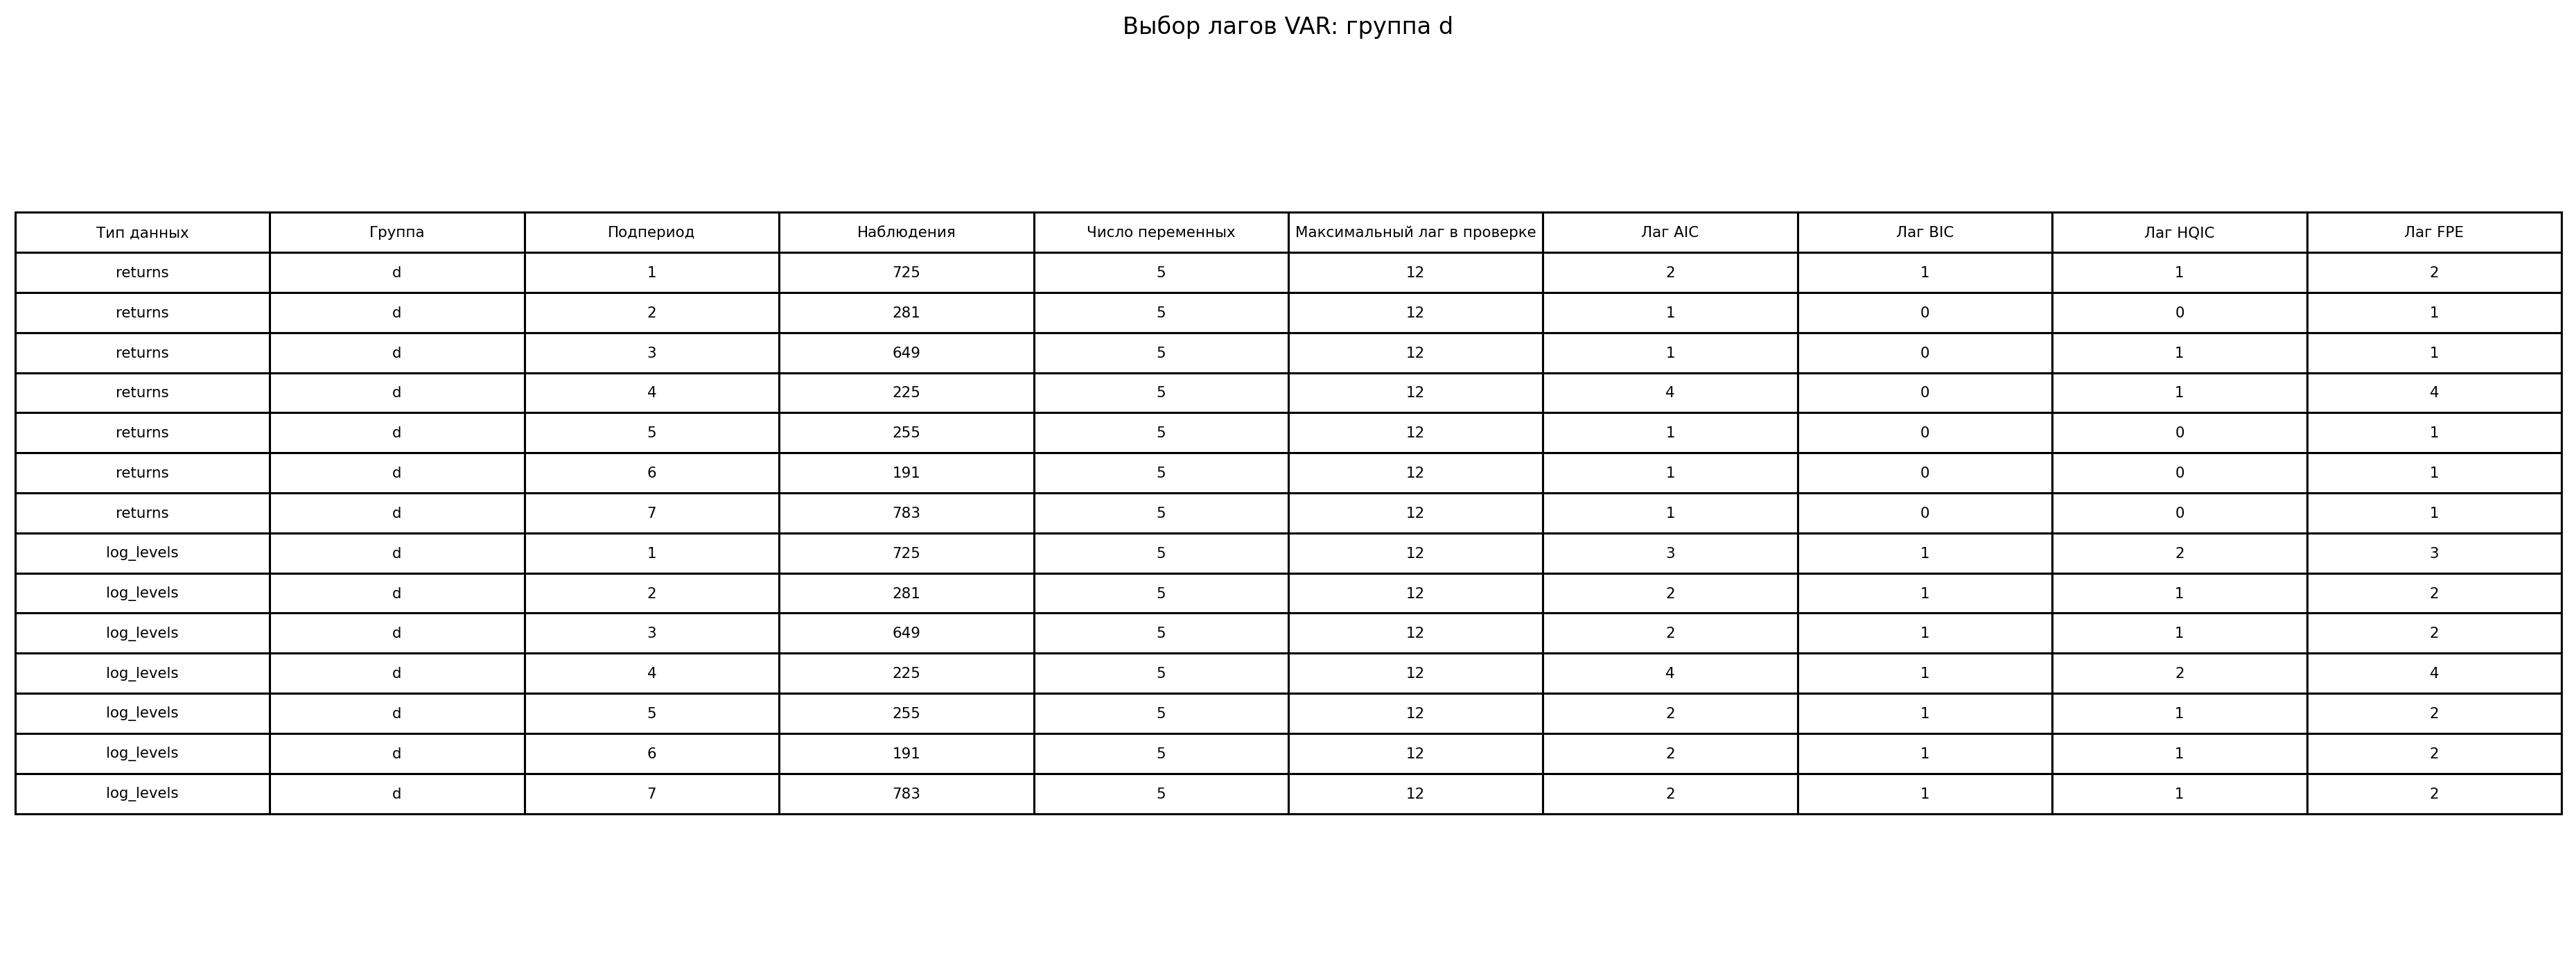 Выбор лагов VAR: группа d
Тип данных Группа Подпериод Наблюдения Число переменных Максимальный лаг в проверке Лаг AIC Лаг BIC Лаг HQIC Лаг FPE
returns d 1 725 5 12 2 1 1 2
returns d 2 281 5 12 1 0 0 1
returns d 3 649 5 12 1 0 1 1
returns d 4 225 5 12 4 0 1 4
returns d 5 255 5 12 1 0 0 1
returns d 6 191 5 12 1 0 0 1
returns d 7 783 5 12 1 0 0 1
log_levels d 1 725 5 12 3 1 2 3
log_levels d 2 281 5 12 2 1 1 2
log_levels d 3 649 5 12 2 1 1 2
log_levels d 4 225 5 12 4 1 2 4
log_levels d 5 255 5 12 2 1 1 2
log_levels d 6 191 5 12 2 1 1 2
log_levels d 7 783 5 12 2 1 1 2